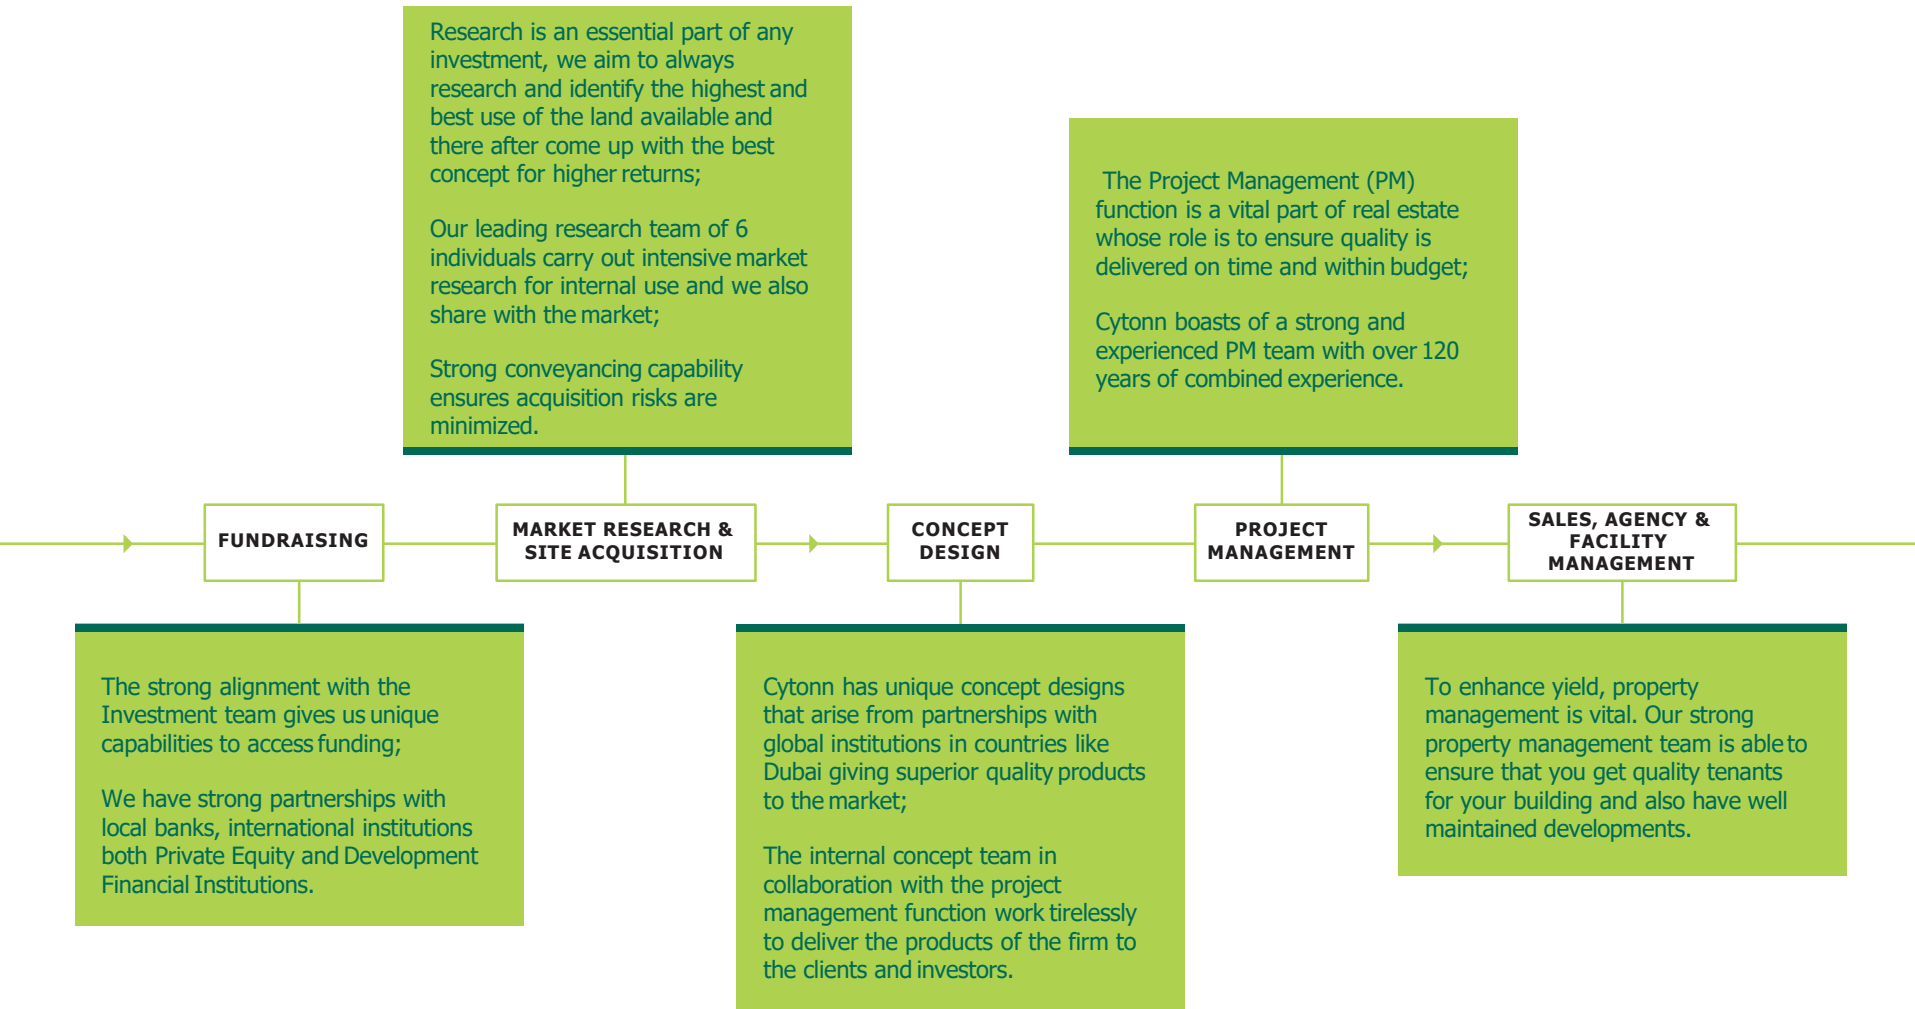 Research is an essential part of any
investment, we aim to always
research and identify the highest and
best use of the land available and
there after come up with the best
concept for higher returns;
Our leading research team of 6
individuals carry out intensive market
research for internal use and we also
share with the market;
Strong conveyancing capability
ensures acquisition risks are
minimized.
The Project Management (PM)
function is a vital part of real estate
whose role is to ensure quality is
delivered on time and within budget;
Cytonn boasts of a strong and
experienced PM team with over 120
years of combined experience.
FUNDRAISING
MARKET RESEARCH &
SITE ACQUISITION
CONCEPT
DESIGN
PROJECT
MANAGEMENT
SALES, AGENCY &
FACILITY
MANAGEMENT
The strong alignment with the
Investment team gives us unique
capabilities to access funding;
We have strong partnerships with
local banks, international institutions
both Private Equity and Development
Financial Institutions.
Cytonn has unique concept designs
that arise from partnerships with
global institutions in countries like
Dubai giving superior quality products
to the market;
The internal concept team in
collaboration with the project
management function work tirelessly
to deliver the products of the firm to
the clients and investors.
To enhance yield, property
management is vital. Our strong
property management team is able to
ensure that you get quality tenants
for your building and also have well
maintained developments.